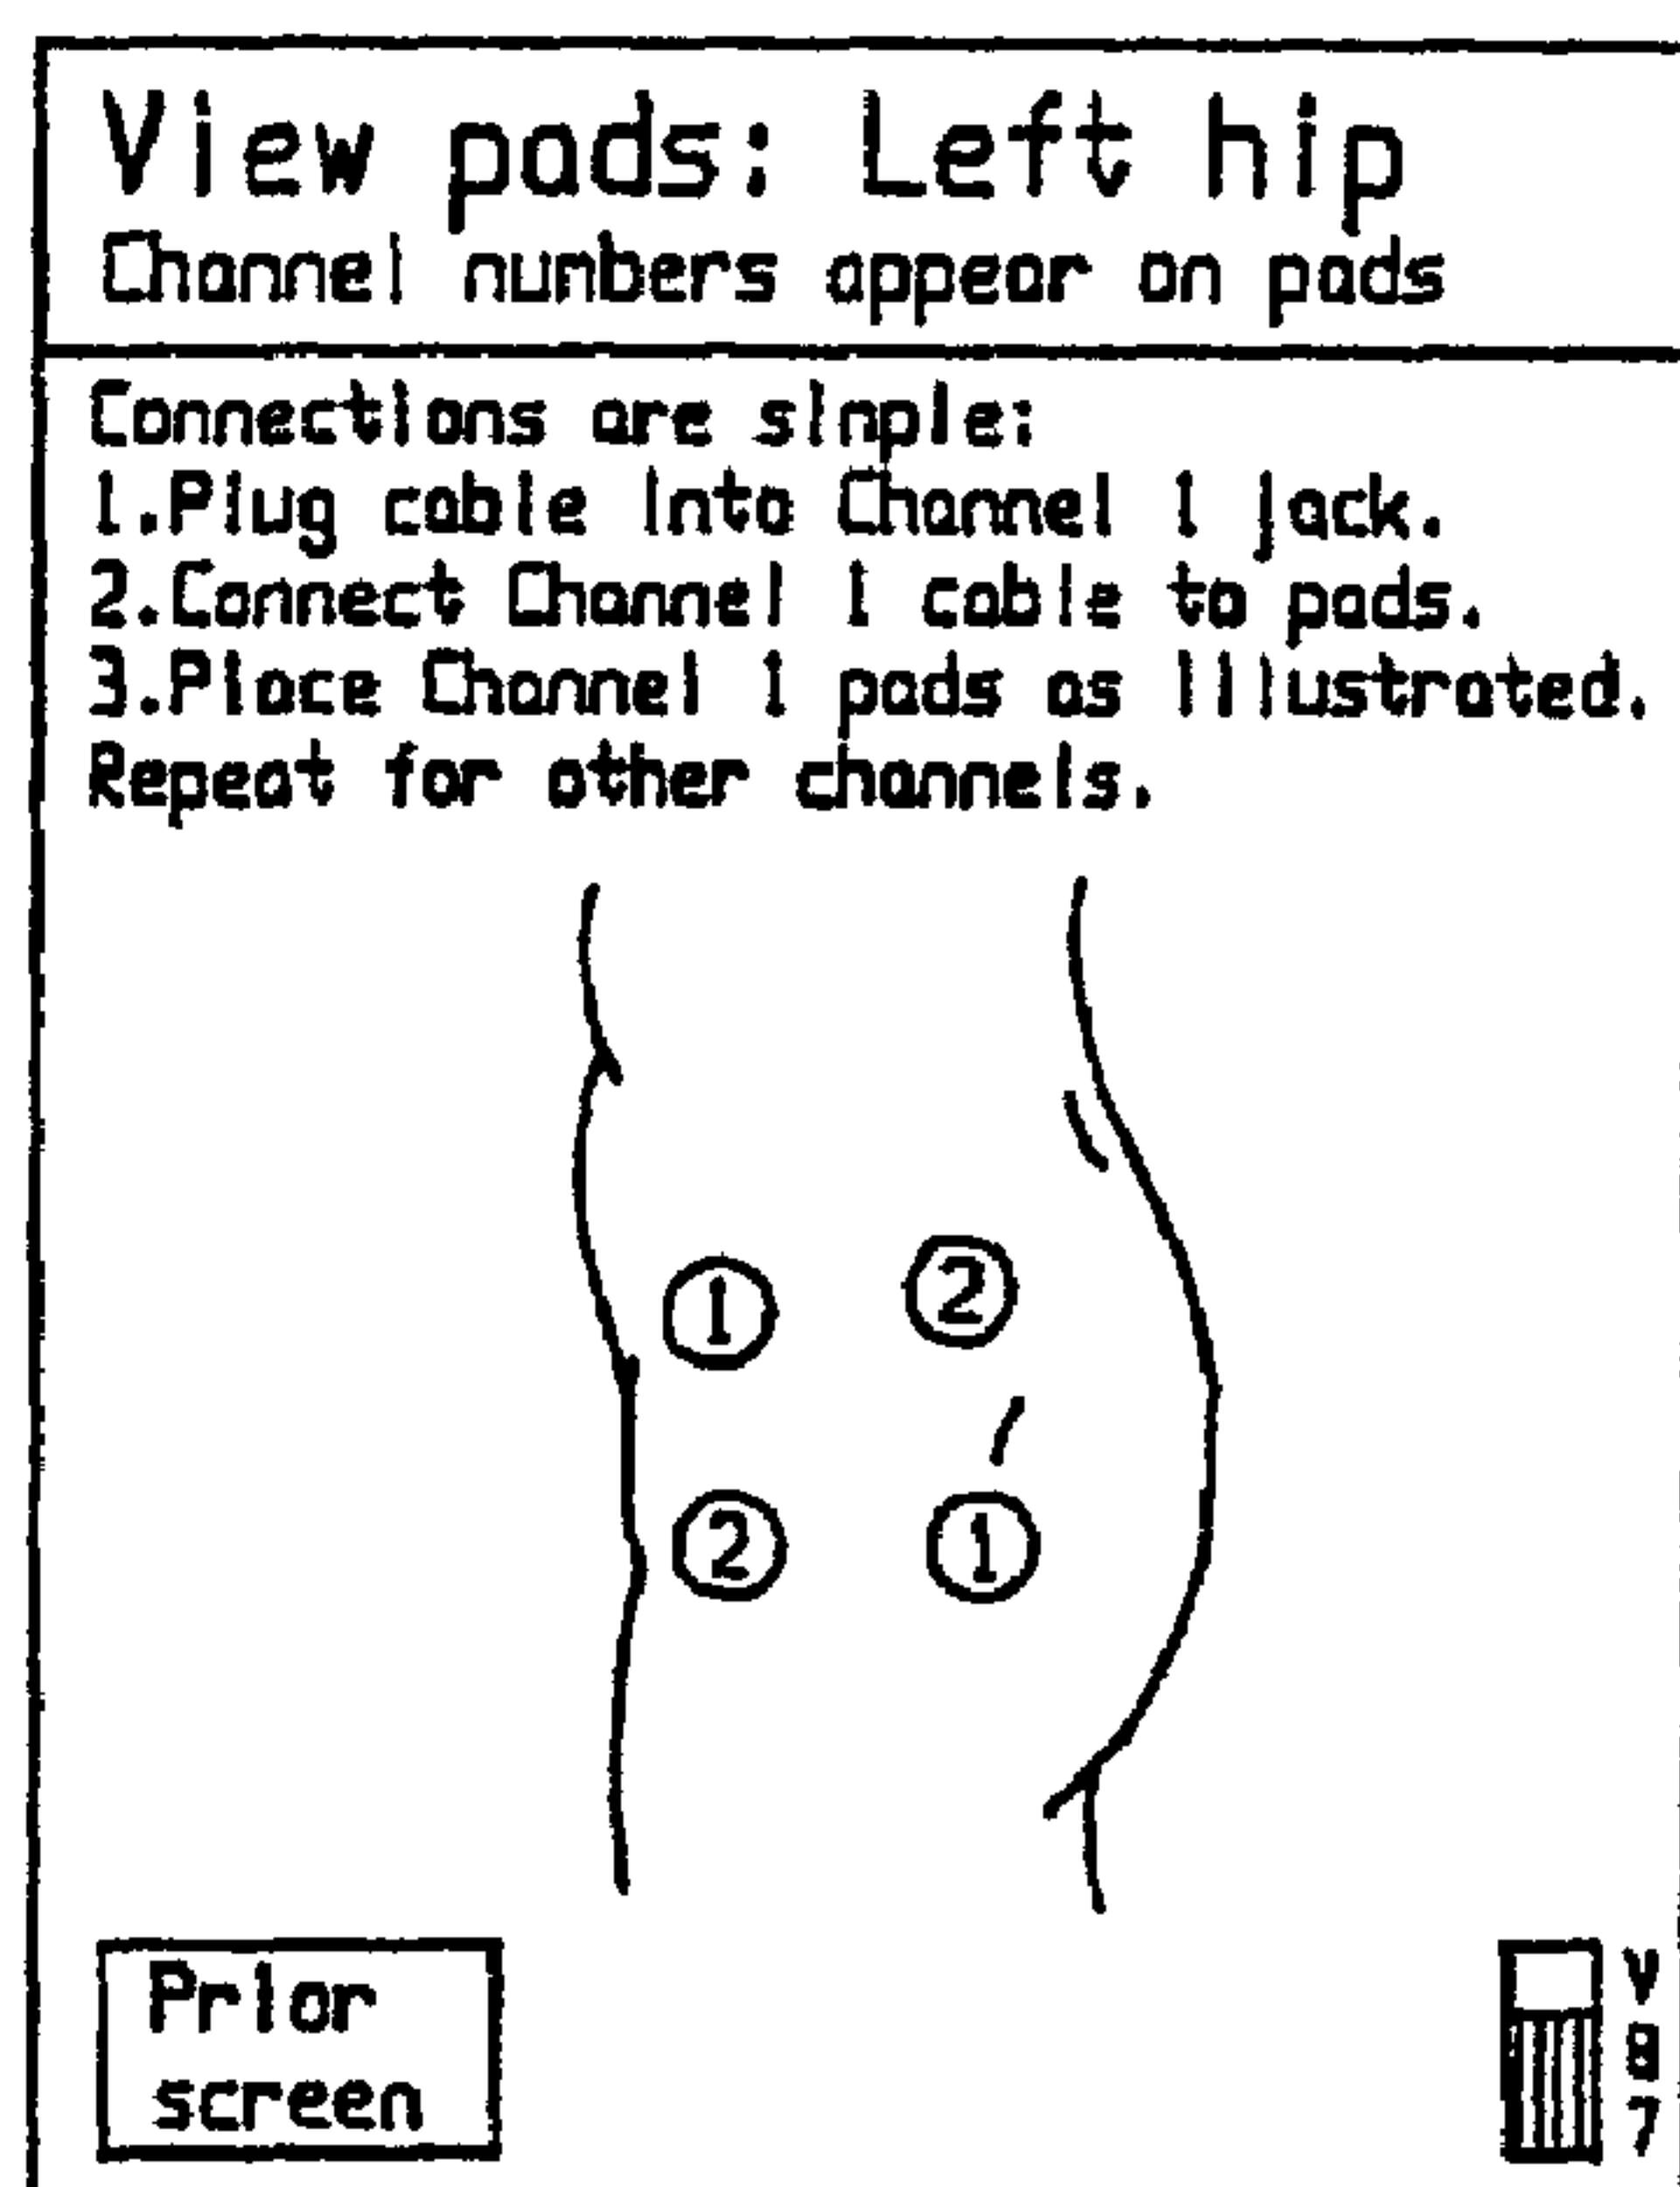 View pads: Left hip
Channel numbers appear on pads
Connections are simple:
1.Plug cable into Channel 1 jack.
2.Connect Channel 1 cable to pads.
3.Place Channel 1 pads as illustrated.
Repeat for other channels.
1 2
2 1
Prior
screen
V
8
7